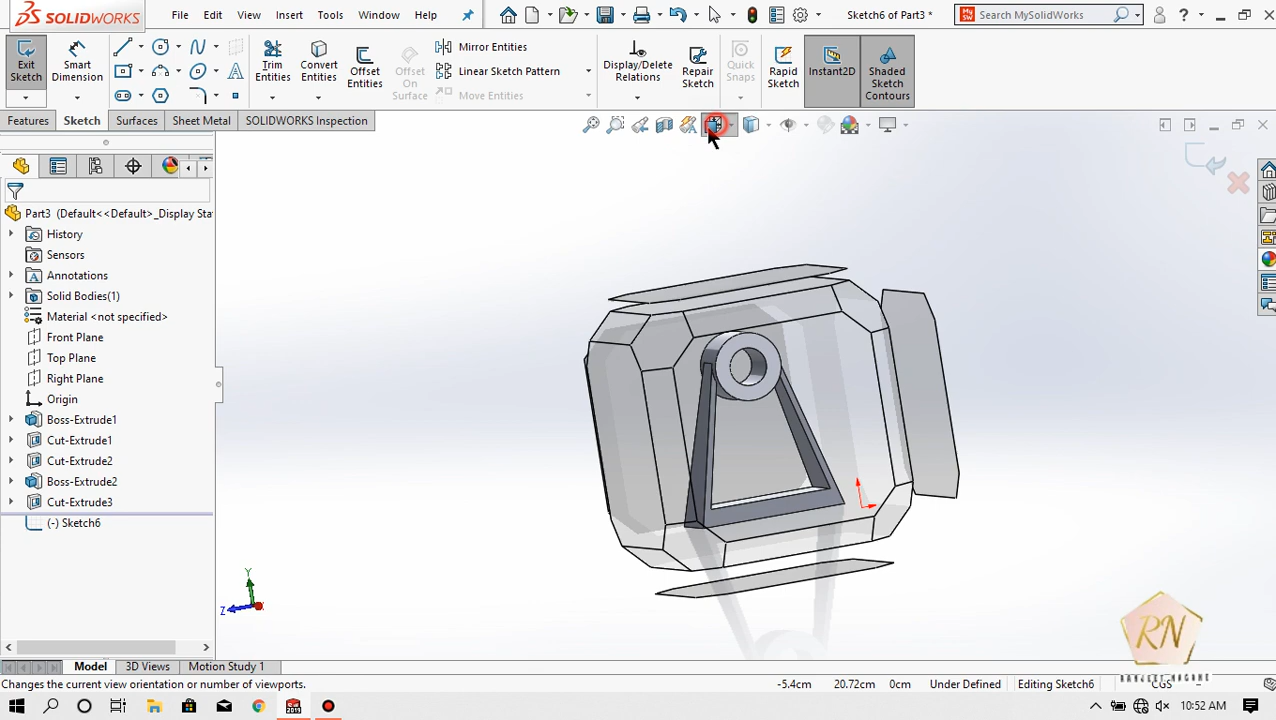 SOLIDWORKS
File Edit View Insert Tools Window Help
Sketch6 of Part3 *
Search MySolidWorks
Exit Sketch
Smart Dimension
Trim Entities
Convert Entities
Offset Entities
Offset On Surface
Mirror Entities
Linear Sketch Pattern
Move Entities
Display/Delete Relations
Repair Sketch
Quick Snaps
Rapid Sketch
Instant2D
Shaded Sketch Contours
Features Sketch Surfaces Sheet Metal SOLIDWORKS Inspection
Part3 (Default<<Default>_Display Sta
History
Sensors
Annotations
Solid Bodies(1)
Material <not specified>
Front Plane
Top Plane
Right Plane
Origin
Boss-Extrude1
Cut-Extrude1
Cut-Extrude2
Boss-Extrude2
Cut-Extrude3
(-) Sketch6
Y
Z
RN
Model 3D Views Motion Study 1
Changes the current view orientation or number of viewports.
-5.4cm 20.72cm 0cm Under Defined Editing Sketch6
10:52 AM